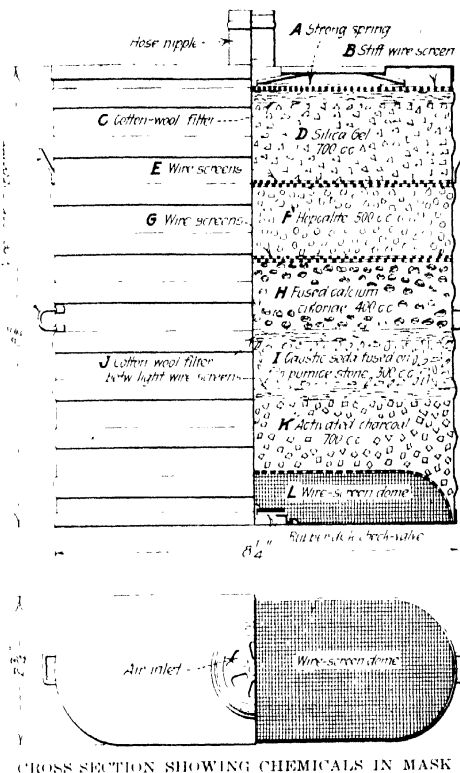 Hose nipple
A Strong spring
B Stiff wire screen
C Cotton-wool filter
D Silica Gel
700 cc
E Wire screens
F Hopcalite 500 cc
G Wire screens
H Fused calcium
chloride 400 cc
I Caustic soda fused on
pumice stone, 300 cc
J Cotton wool filter
betw light wire screens
K Activated charcoal
700 cc
L Wire-screen dome
Rubber disk check-valve
8 1/4"
Air inlet
Wire-screen dome
CROSS SECTION SHOWING CHEMICALS IN MASK